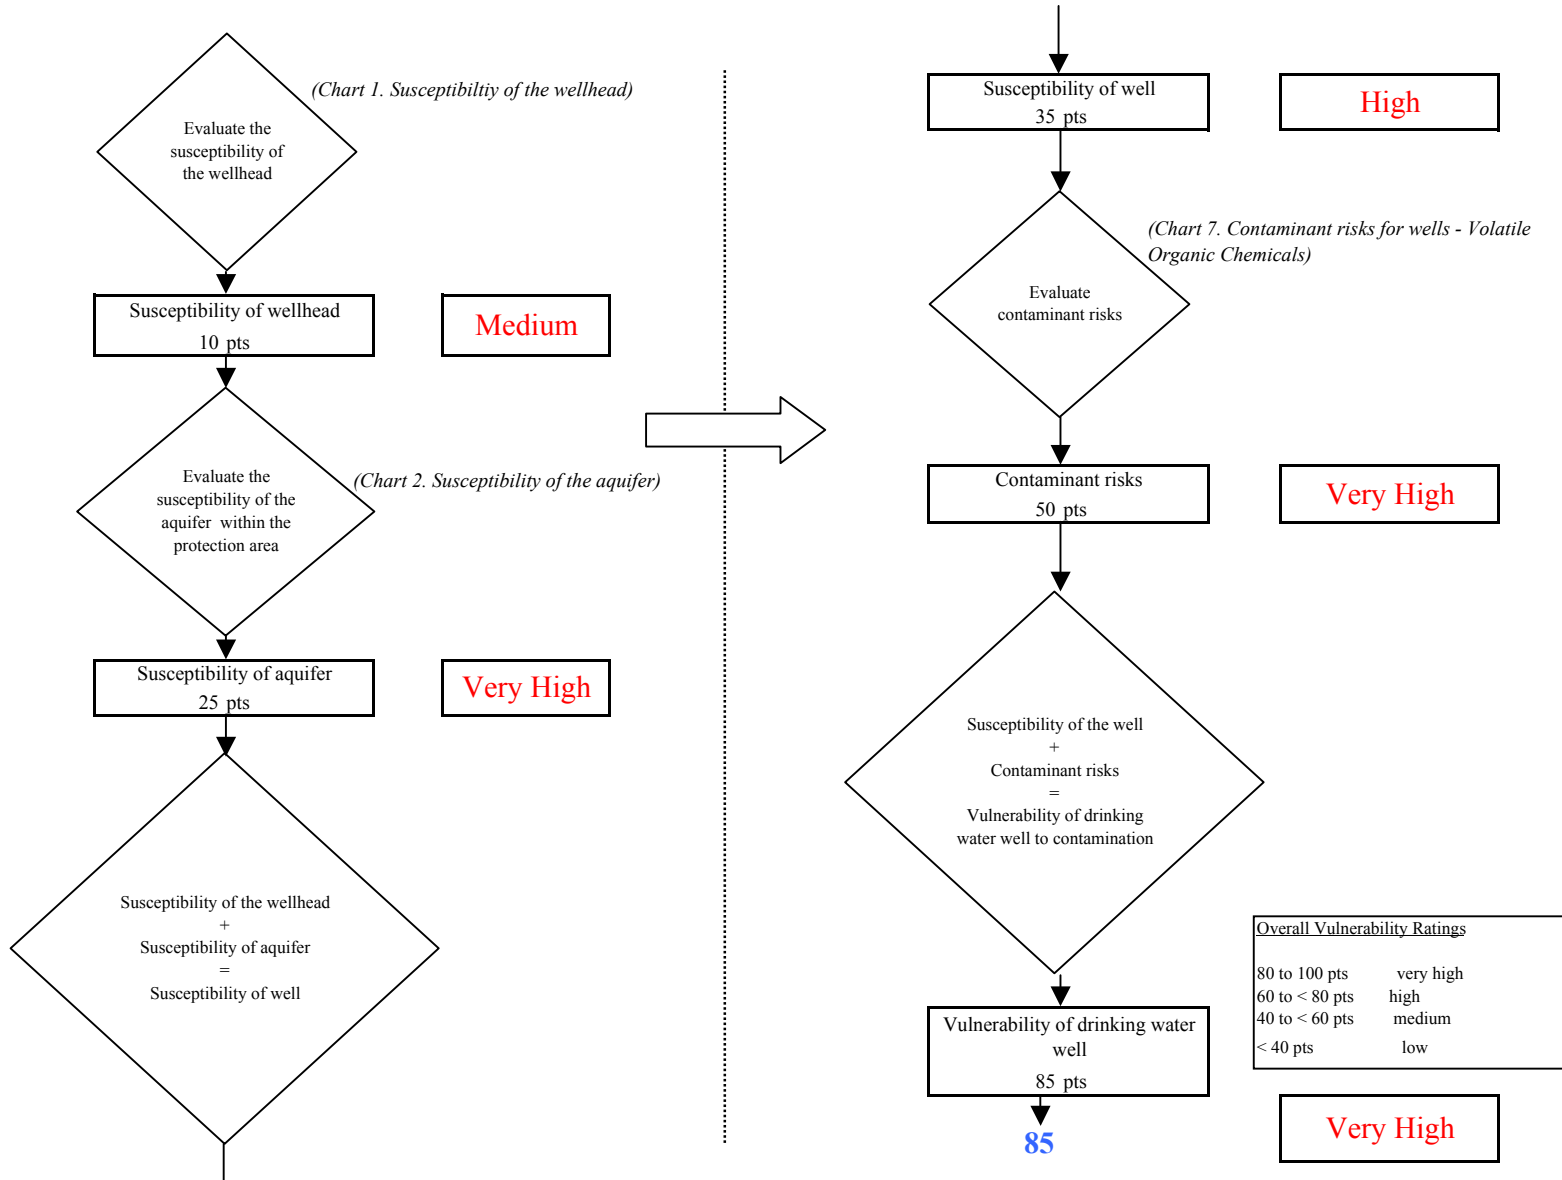 (Chart 1. Susceptibiltiy of the wellhead)
Evaluate the
susceptibility of
the wellhead
Susceptibility of wellhead
10 pts
Medium
(Chart 2. Susceptibility of the aquifer)
Evaluate the
susceptibility of the
aquifer within the
protection area
Susceptibility of aquifer
25 pts
Very High
Susceptibility of the wellhead
+
Susceptibility of aquifer
=
Susceptibility of well
Susceptibility of well
35 pts
High
(Chart 7. Contaminant risks for wells - Volatile
Organic Chemicals)
Evaluate
contaminant risks
Contaminant risks
50 pts
Very High
Susceptibility of the well
+
Contaminant risks
=
Vulnerability of drinking
water well to contamination
Overall Vulnerability Ratings
80 to 100 pts very high
60 to < 80 pts high
40 to < 60 pts medium
< 40 pts low
Vulnerability of drinking water
well
85 pts
85
Very High